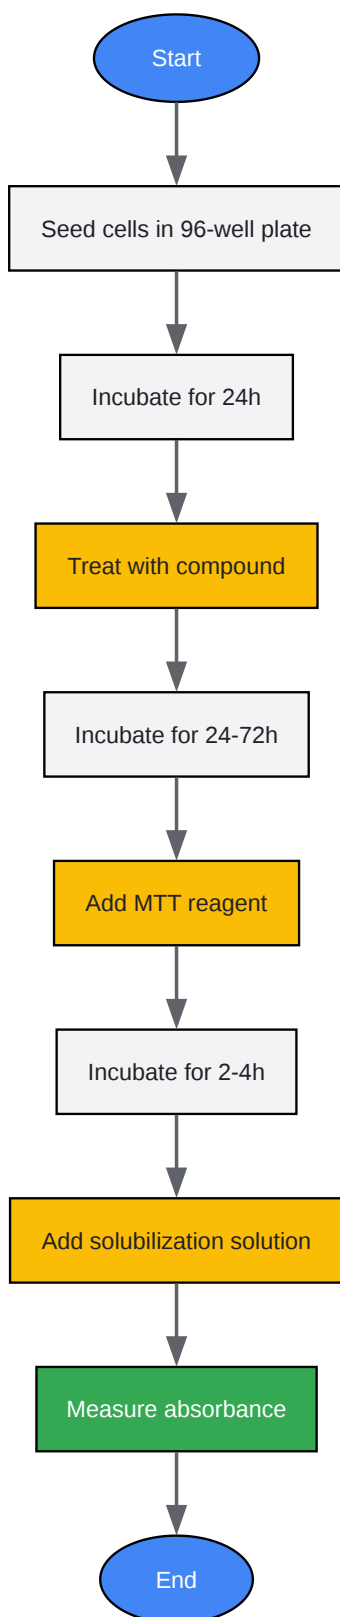 Start
Seed cells in 96-well plate
Incubate for 24h
Treat with compound
Incubate for 24-72h
Add MTT reagent
Incubate for 2-4h
Add solubilization solution
Measure absorbance
End